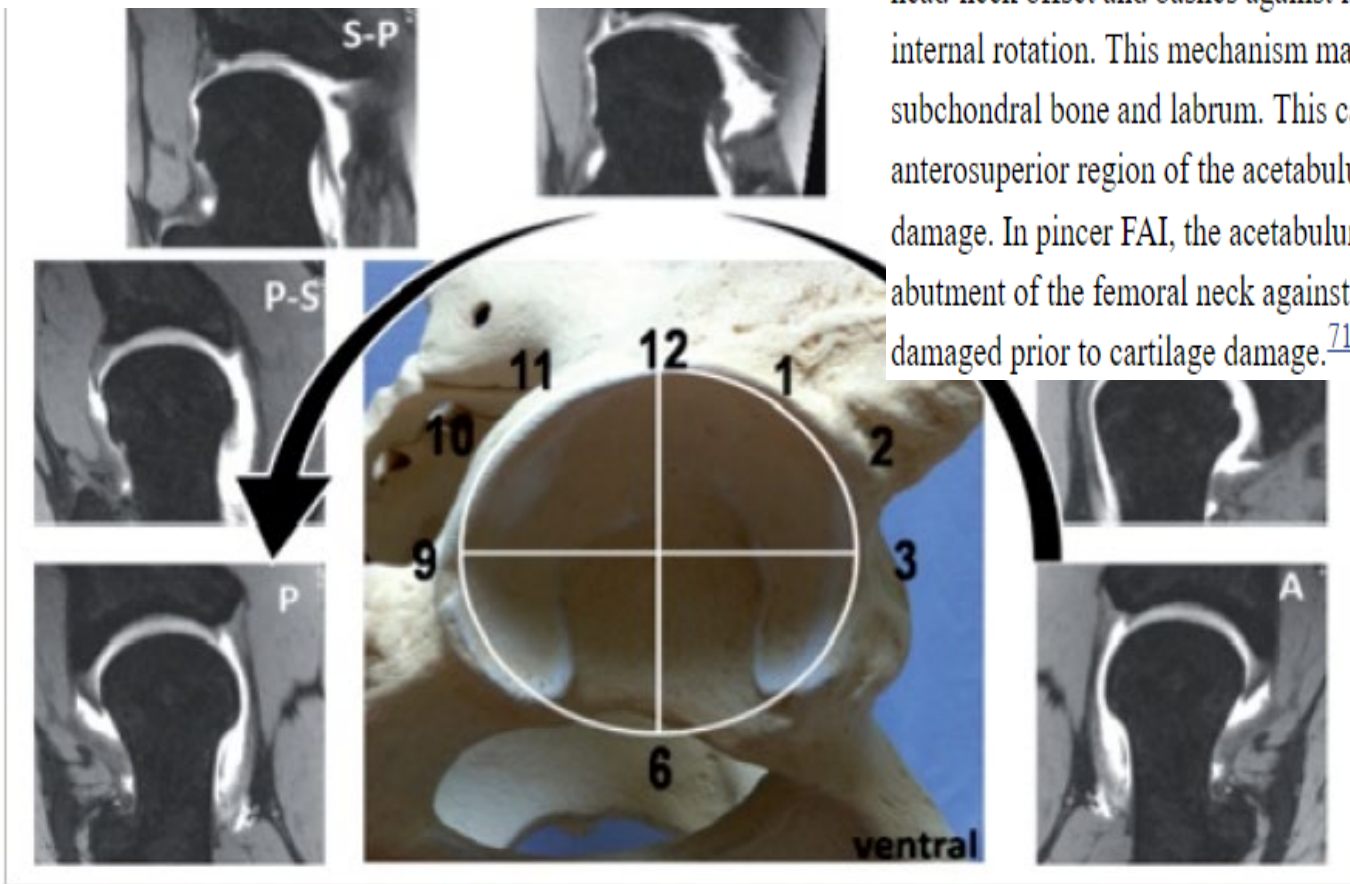 S-P
internal rotation. This mechanism ma
subchondral bone and labrum. This c
anterosuperior region of the acetabul
damage. In pincer FAI, the acetabulu
abutment of the femoral neck against
damaged prior to cartilage damage.71
P-S
12
11
1
10
2
9
3
P
A
6
ventral